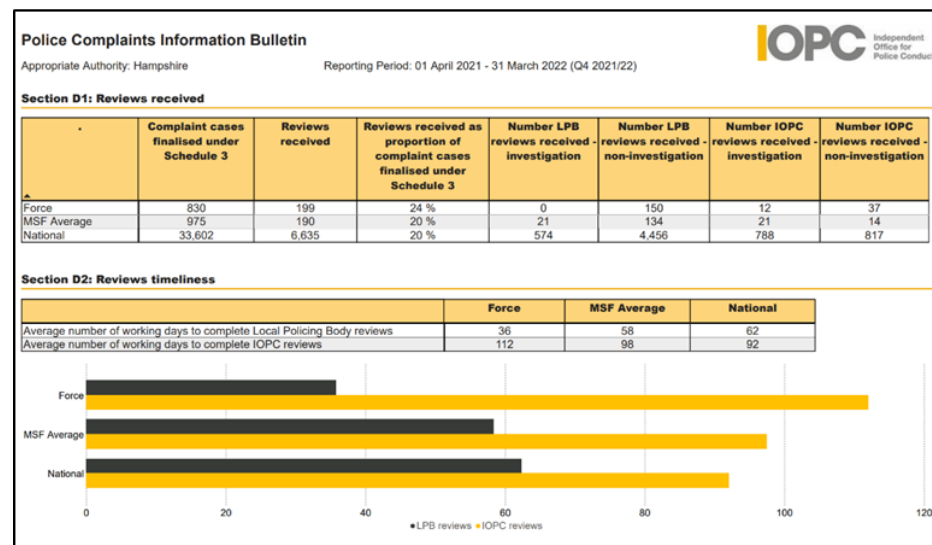 Police Complaints Information Bulletin
IOPC Independent Office for Police Conduct
Appropriate Authority: Hampshire Reporting Period: 01 April 2021 - 31 March 2022 (Q4 2021/22)
Section D1: Reviews received
. Complaint cases finalised under Schedule 3 Reviews received Reviews received as proportion of complaint cases finalised under Schedule 3 Number LPB reviews received - investigation Number LPB reviews received - non-investigation Number IOPC reviews received - investigation Number IOPC reviews received - non-investigation
Force 830 199 24 % 0 150 12 37
MSF Average 975 190 20 % 21 134 21 14
National 33,602 6,635 20 % 574 4,456 788 817
Section D2: Reviews timeliness
Force MSF Average National
Average number of working days to complete Local Policing Body reviews 36 58 62
Average number of working days to complete IOPC reviews 112 98 92
Force
MSF Average
National
0 20 40 60 80 100 120
LPB reviews IOPC reviews